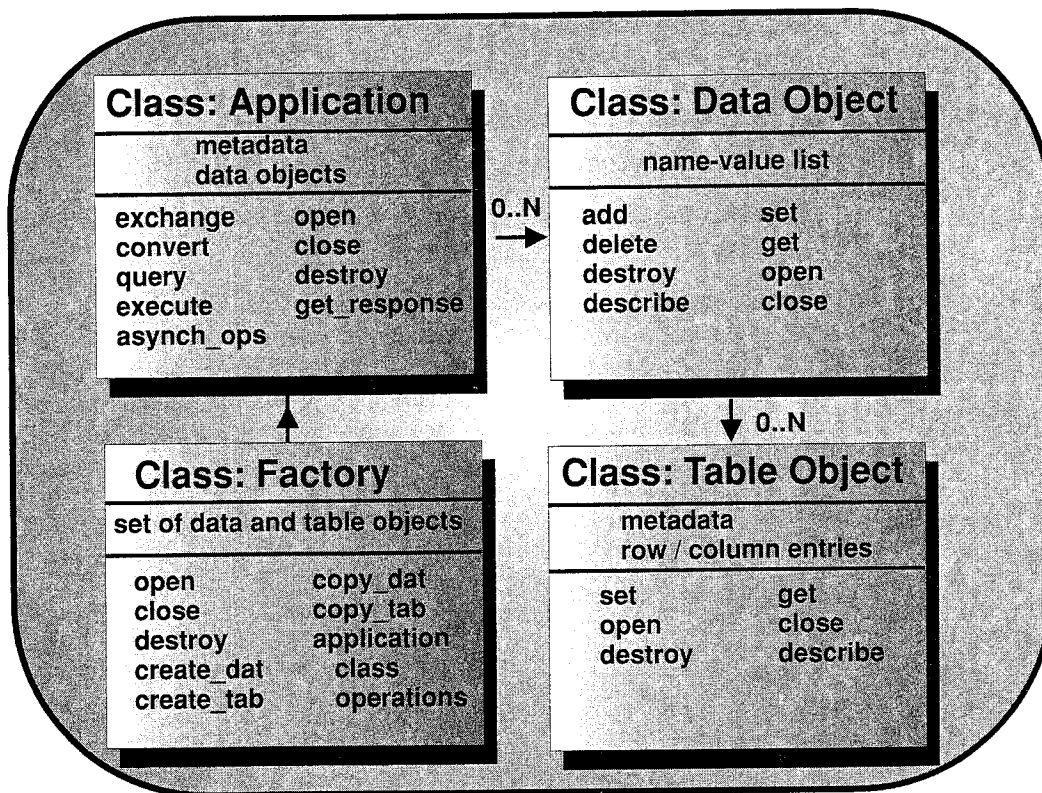 Class: Application
metadata
data objects
exchange open
convert close
query destroy
execute get_response
asynch_ops
0..N
Class: Data Object
name-value list
add set
delete get
destroy open
describe close
0..N
Class: Factory
set of data and table objects
open copy_dat
close copy_tab
destroy application
create_dat class
create_tab operations
Class: Table Object
metadata
row / column entries
set get
open close
destroy describe